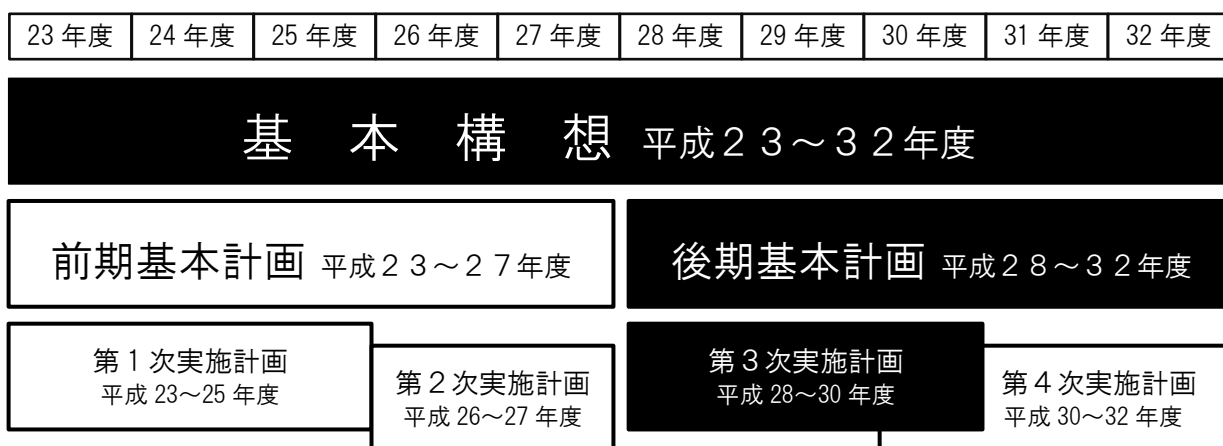 23 年度 24 年度 25 年度 26 年度 27 年度 28 年度 29 年度 30 年度 31 年度 32 年度
基 本 構 想 平成２３～３２年度
前期基本計画 平成２３～２７年度
後期基本計画 平成２８～３２年度
第１次実施計画
平成 23～25 年度
第２次実施計画
平成 26～27 年度
第３次実施計画
平成 28～30 年度
第４次実施計画
平成 30～32 年度